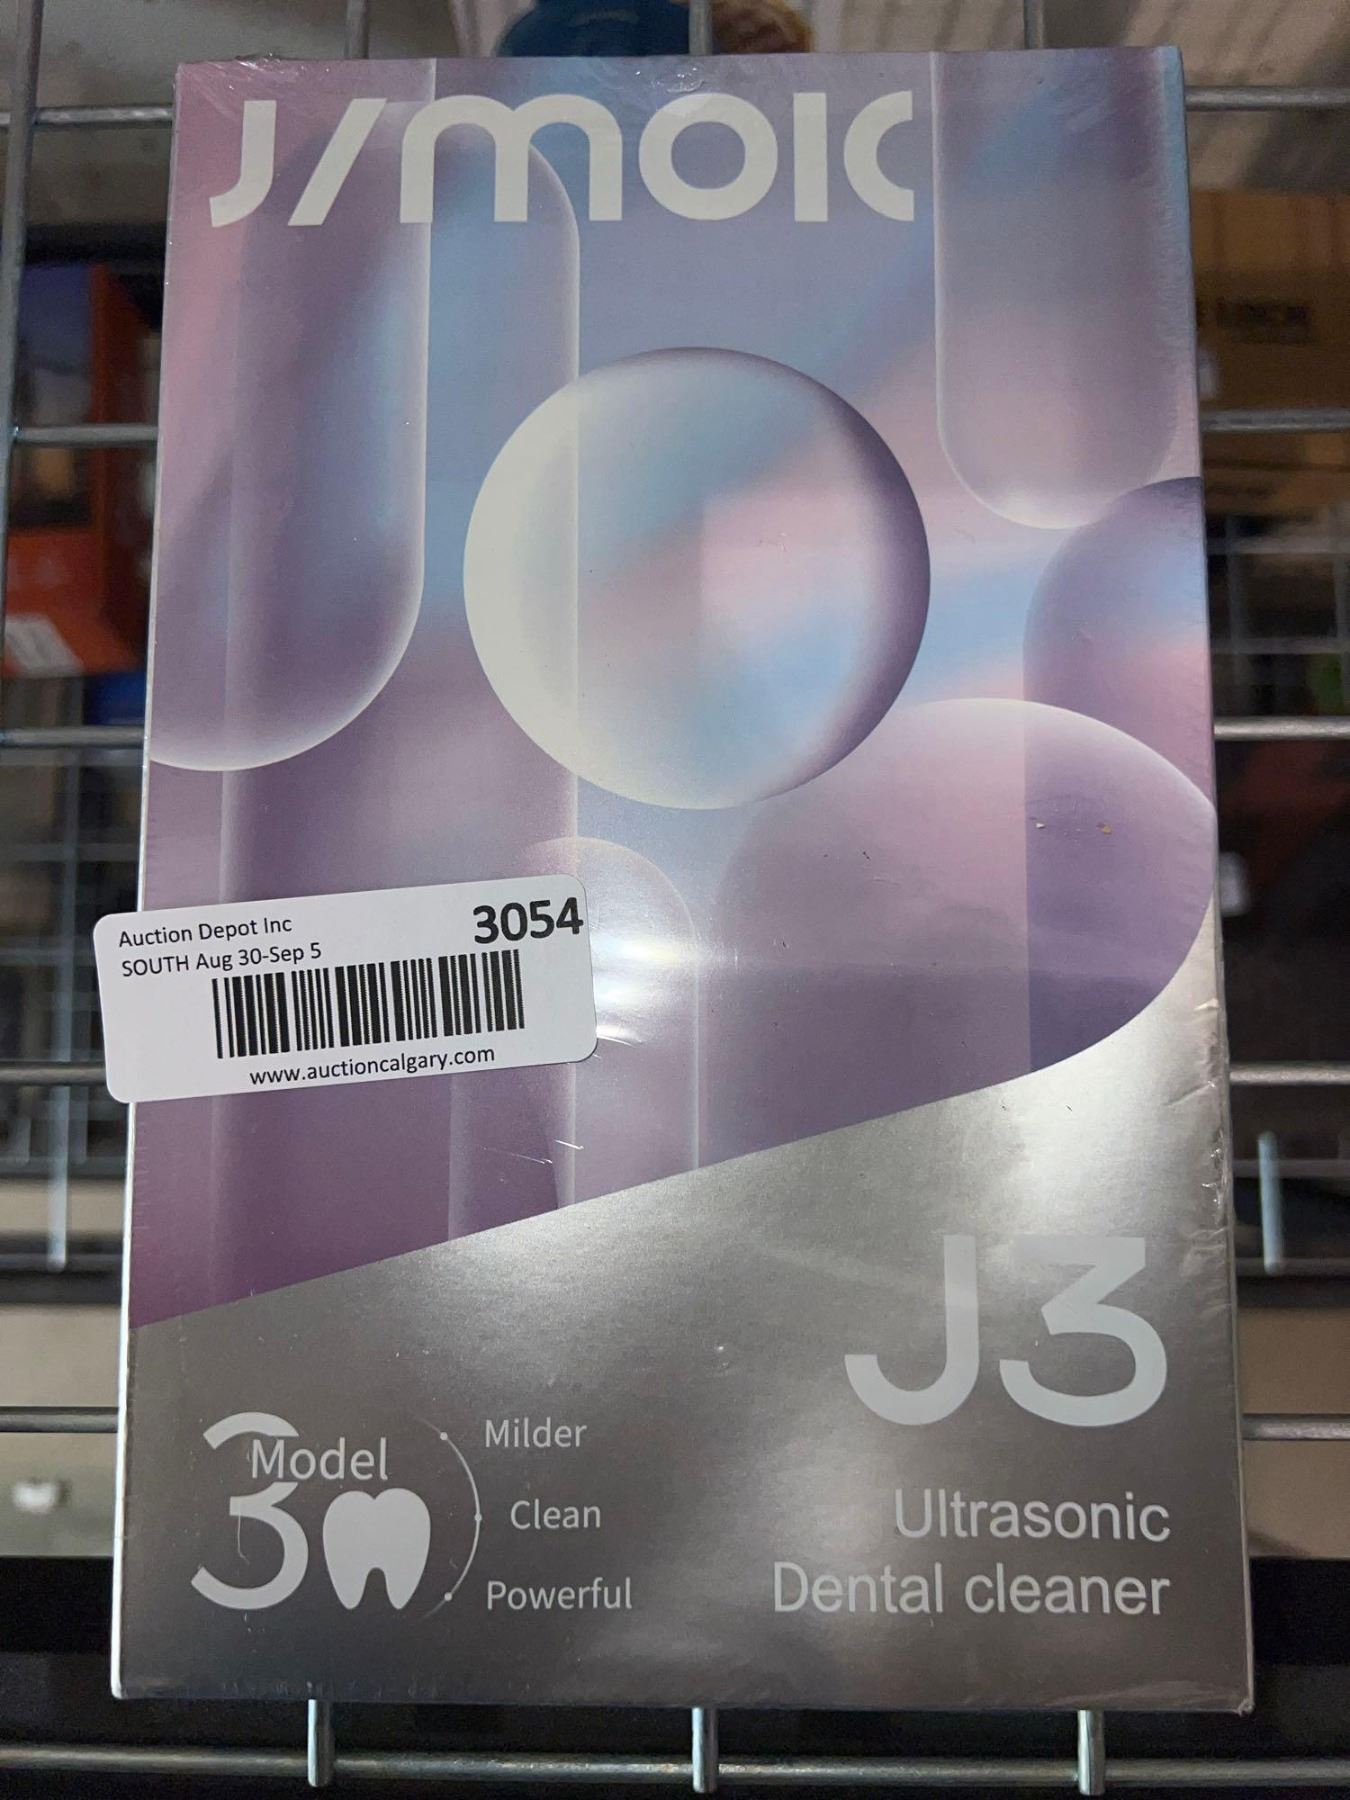 J/MOIC
Auction Depot Inc
3054
SOUTH Aug 30-Sep 5
www.auctioncalgary.com
J3
3 Model
3
Milder
Clean
Powerful
Ultrasonic
Dental cleaner